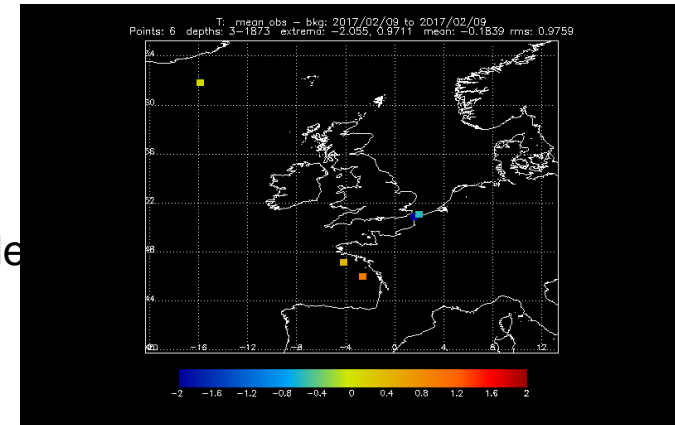 T: mean obs - bkg: 2017/02/09 to 2017/02/09
Points: 6 depths: 3-1873 extrema: -2.055, 0.9711 mean: -0.1839 rms: 0.9759
64
60
56
52
48
44
-16 -12 -8 -4 0 4 8 12
-2 -1.6 -1.2 -0.8 -0.4 0 0.4 0.8 1.2 1.6 2